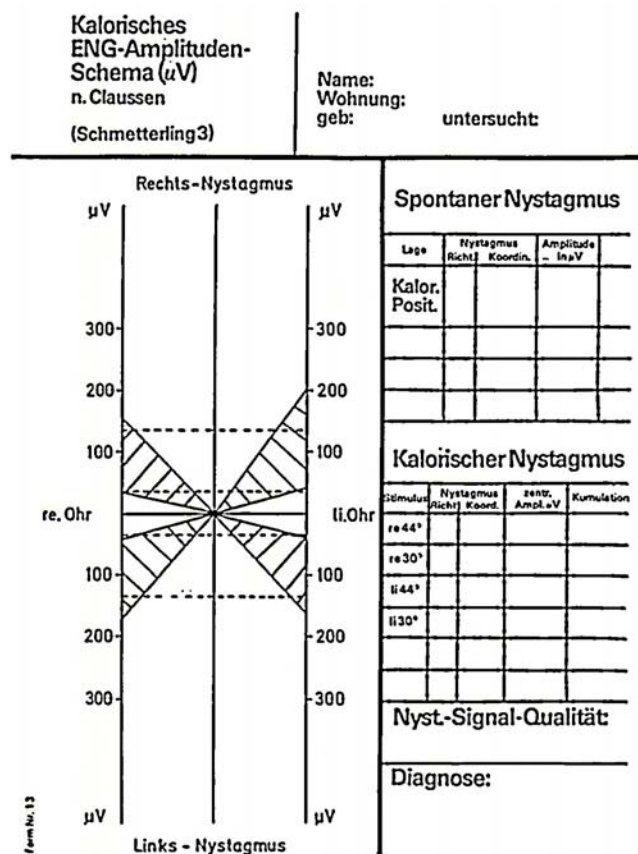 Kalorisches
ENG-Amplituden-
Schema (µV)
n. Claussen
(Schmetterling 3)
Name:
Wohnung:
geb: untersucht:
Rechts-Nystagmus
µV µV
300 300
200 200
100 100
re. Ohr li. Ohr
100 100
200 200
300 300
µV µV
Links - Nystagmus
Form Nr. 13
Spontaner Nystagmus
Lage Nystagmus Amplitude
Richt. Koordin. in µV
Kalor.
Posit.
Kalorischer Nystagmus
Stimulus Nystagmus zentr. Kumulation
Richt. Koord. Ampl. µV
re 44°
re 30°
li 44°
li 30°
Nyst.-Signal-Qualität:
Diagnose: